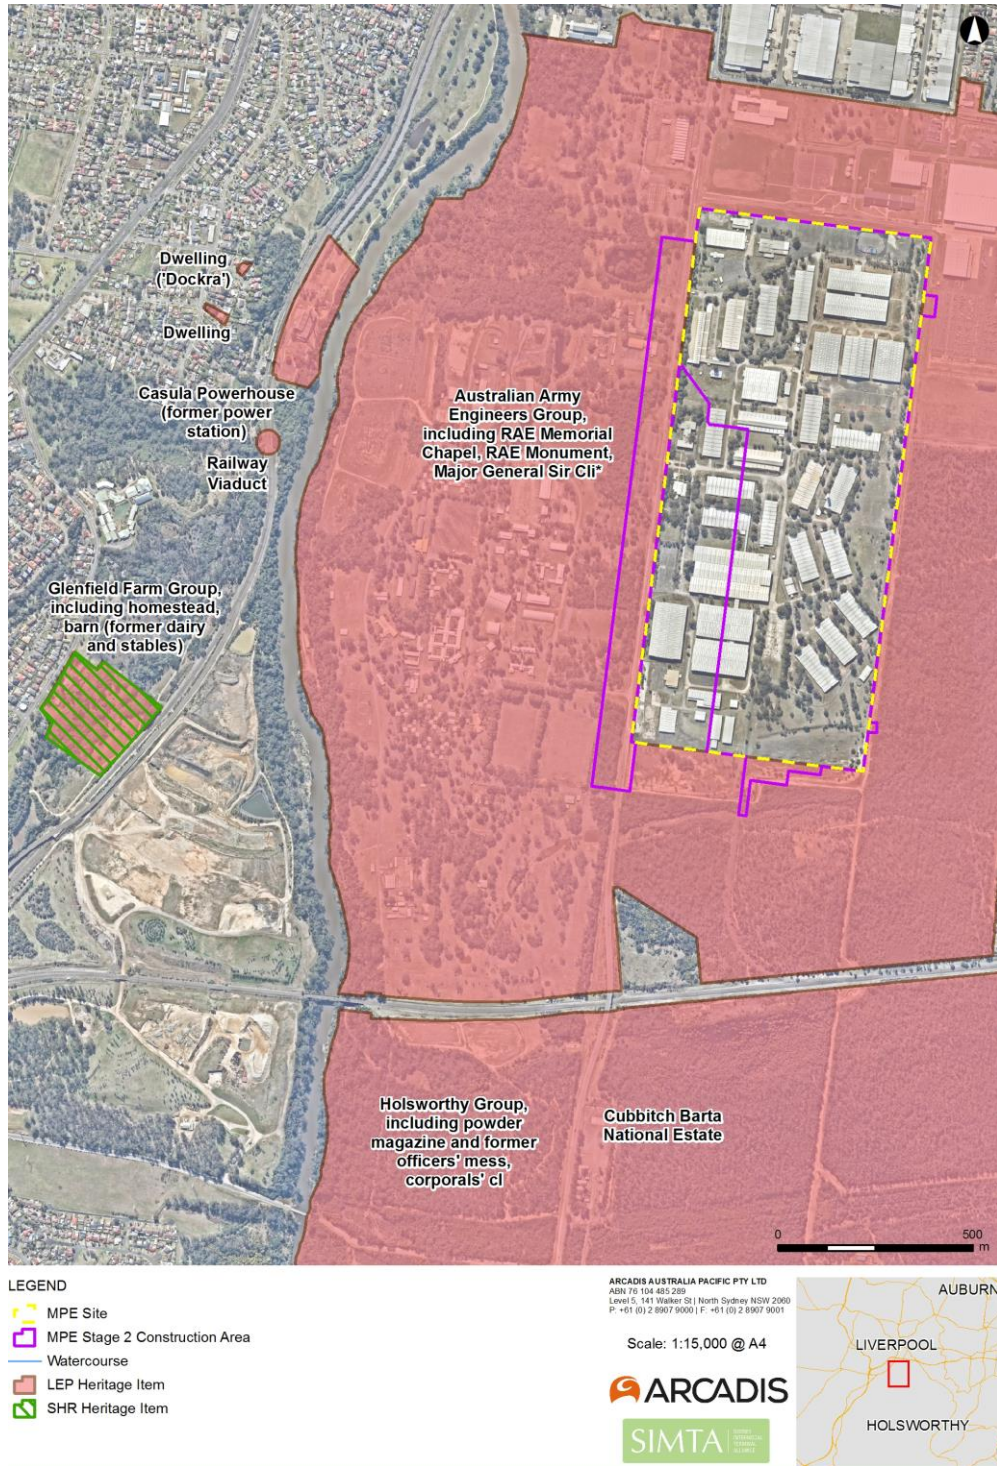 Dwelling
('Dockra')
Dwelling
Casula Powerhouse
(former power
station)
Railway
Viaduct
Australian Army
Engineers Group,
including RAE Memorial
Chapel, RAE Monument,
Major General Sir Cli*
Glenfield Farm Group,
including homestead,
barn (former dairy
and stables)
Holsworthy Group,
including powder
magazine and former
officers' mess,
corporals' cl
Cubbitch Barta
National Estate
0 500
m
LEGEND
MPE Site
MPE Stage 2 Construction Area
Watercourse
LEP Heritage Item
SHR Heritage Item
ARCADIS AUSTRALIA PACIFIC PTY LTD
ABN 76 104 485 289
Level 5, 141 Walker St | North Sydney NSW 2060
P: +61 (0) 2 8907 9000 | F: +61 (0) 2 8907 9001
Scale: 1:15,000 @ A4
ARCADIS
SIMTA
AUBURN
LIVERPOOL
HOLSWORTHY